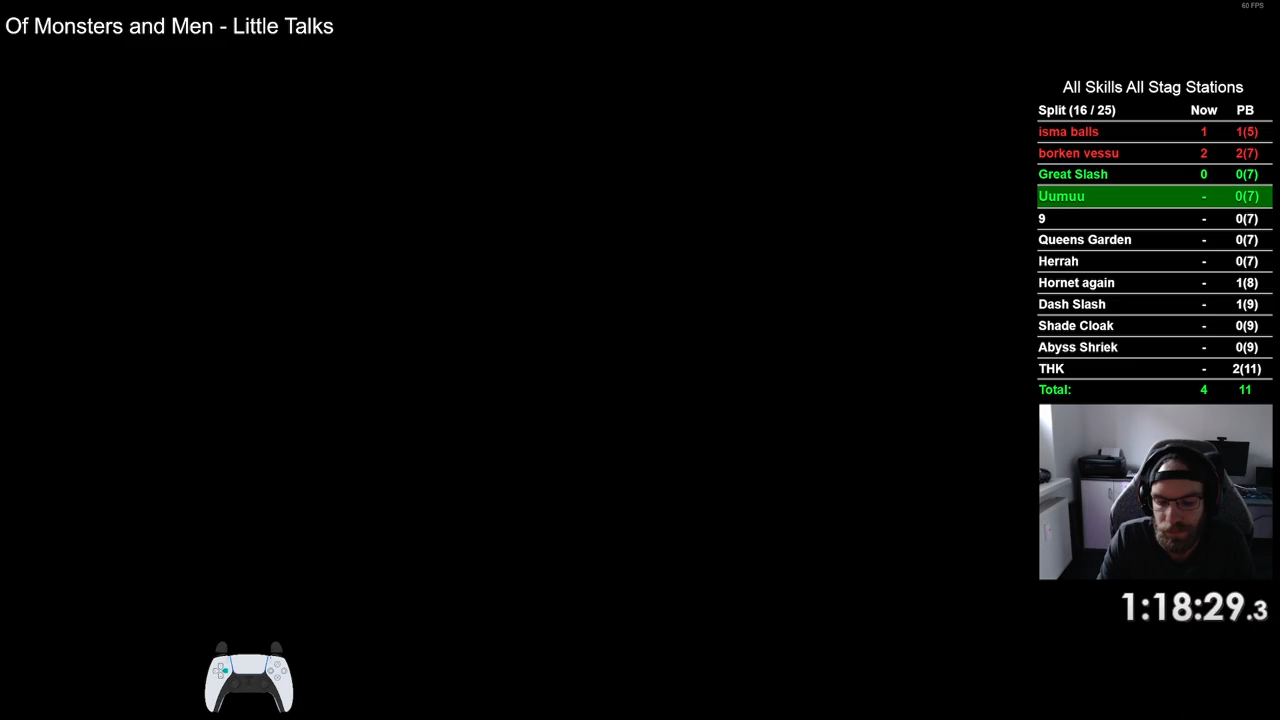 60 FPS
Of Monsters and Men - Little Talks
All Skills All Stag Stations
Split (16 / 25) Now PB
isma balls 1 1(5)
borken vessu 2 2(7)
Great Slash 0 0(7)
Uumuu - 0(7)
9 - 0(7)
Queens Garden - 0(7)
Herrah - 0(7)
Hornet again - 1(8)
Dash Slash - 1(9)
Shade Cloak - 0(9)
Abyss Shriek - 0(9)
THK - 2(11)
Total: 4 11
1:18:29.3